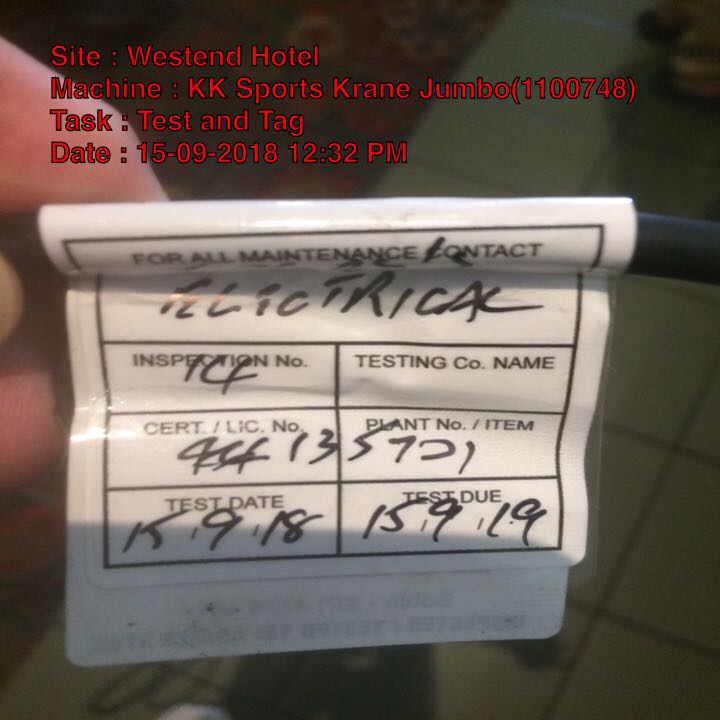 Site : Westend Hotel
Machine : KK Sports Krane Jumbo(1100748)
Task : Test and Tag
Date : 15-09-2018 12:32 PM
FOR ALL MAINTENANCE CONTACT
ELECTRICAL
INSPECTION No.
14
TESTING Co. NAME
CERT. / LIC. No.
PLANT No. / ITEM
TEST DATE
15.9.18
TEST DUE
15.9.19